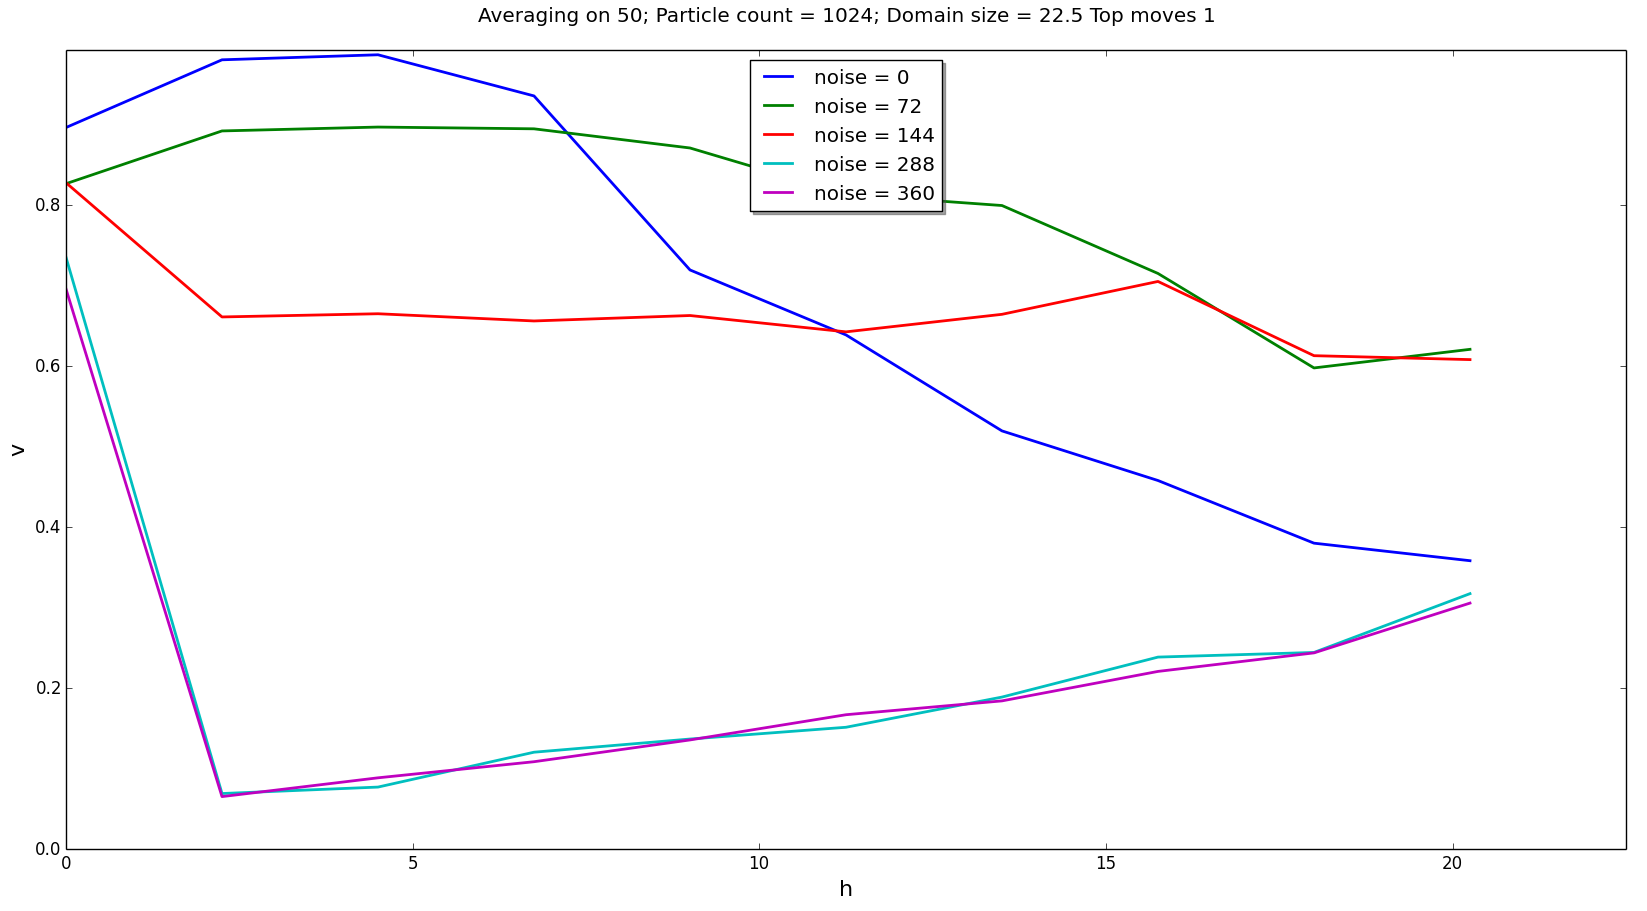 Averaging on 50; Particle count = 1024; Domain size = 22.5 Top moves 1
noise = 0
noise = 72
noise = 144
noise = 288
noise = 360
0.8
0.6
0.4
0.2
0.0
v
0 5 10 15 20
h